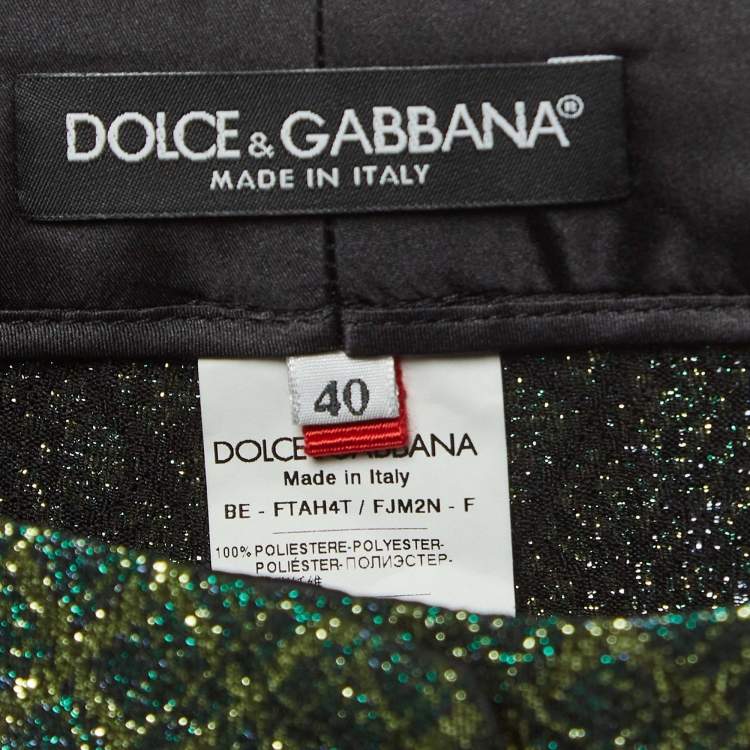 DOLCE & GABBANA®
MADE IN ITALY
40
DOLCE GABBANA
Made in Italy
BE - FTAH4T / FJM2N - F
100% POLIESTERE-POLYESTER-
POLIÉSTER-ПОЛИЭСТЕР-